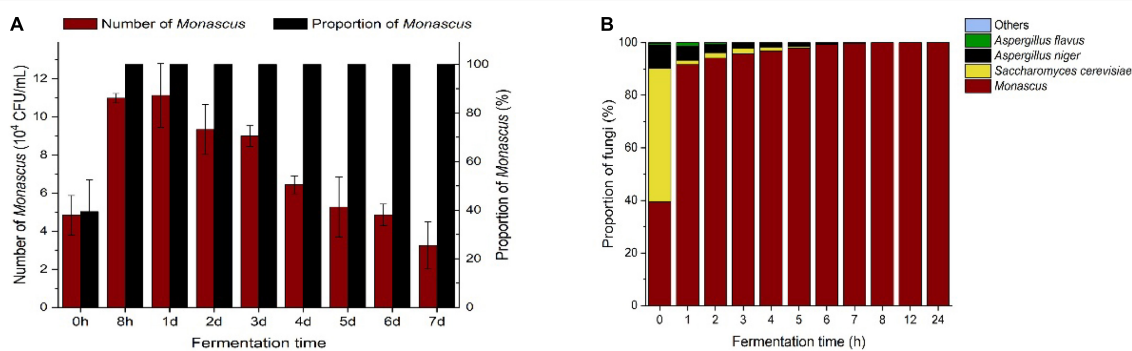 A
Number of Monascus
Proportion of Monascus
Number of Monascus (10⁴ CFU/mL)
12
10
8
6
4
2
0
100
80
60
40
20
0
Proportion of Monascus (%)
0h 8h 1d 2d 3d 4d 5d 6d 7d
Fermentation time
B
Others
Aspergillus flavus
Aspergillus niger
Saccharomyces cerevisiae
Monascus
Proportion of fungi (%)
100
80
60
40
20
0
0 1 2 3 4 5 6 7 8 12 24
Fermentation time (h)